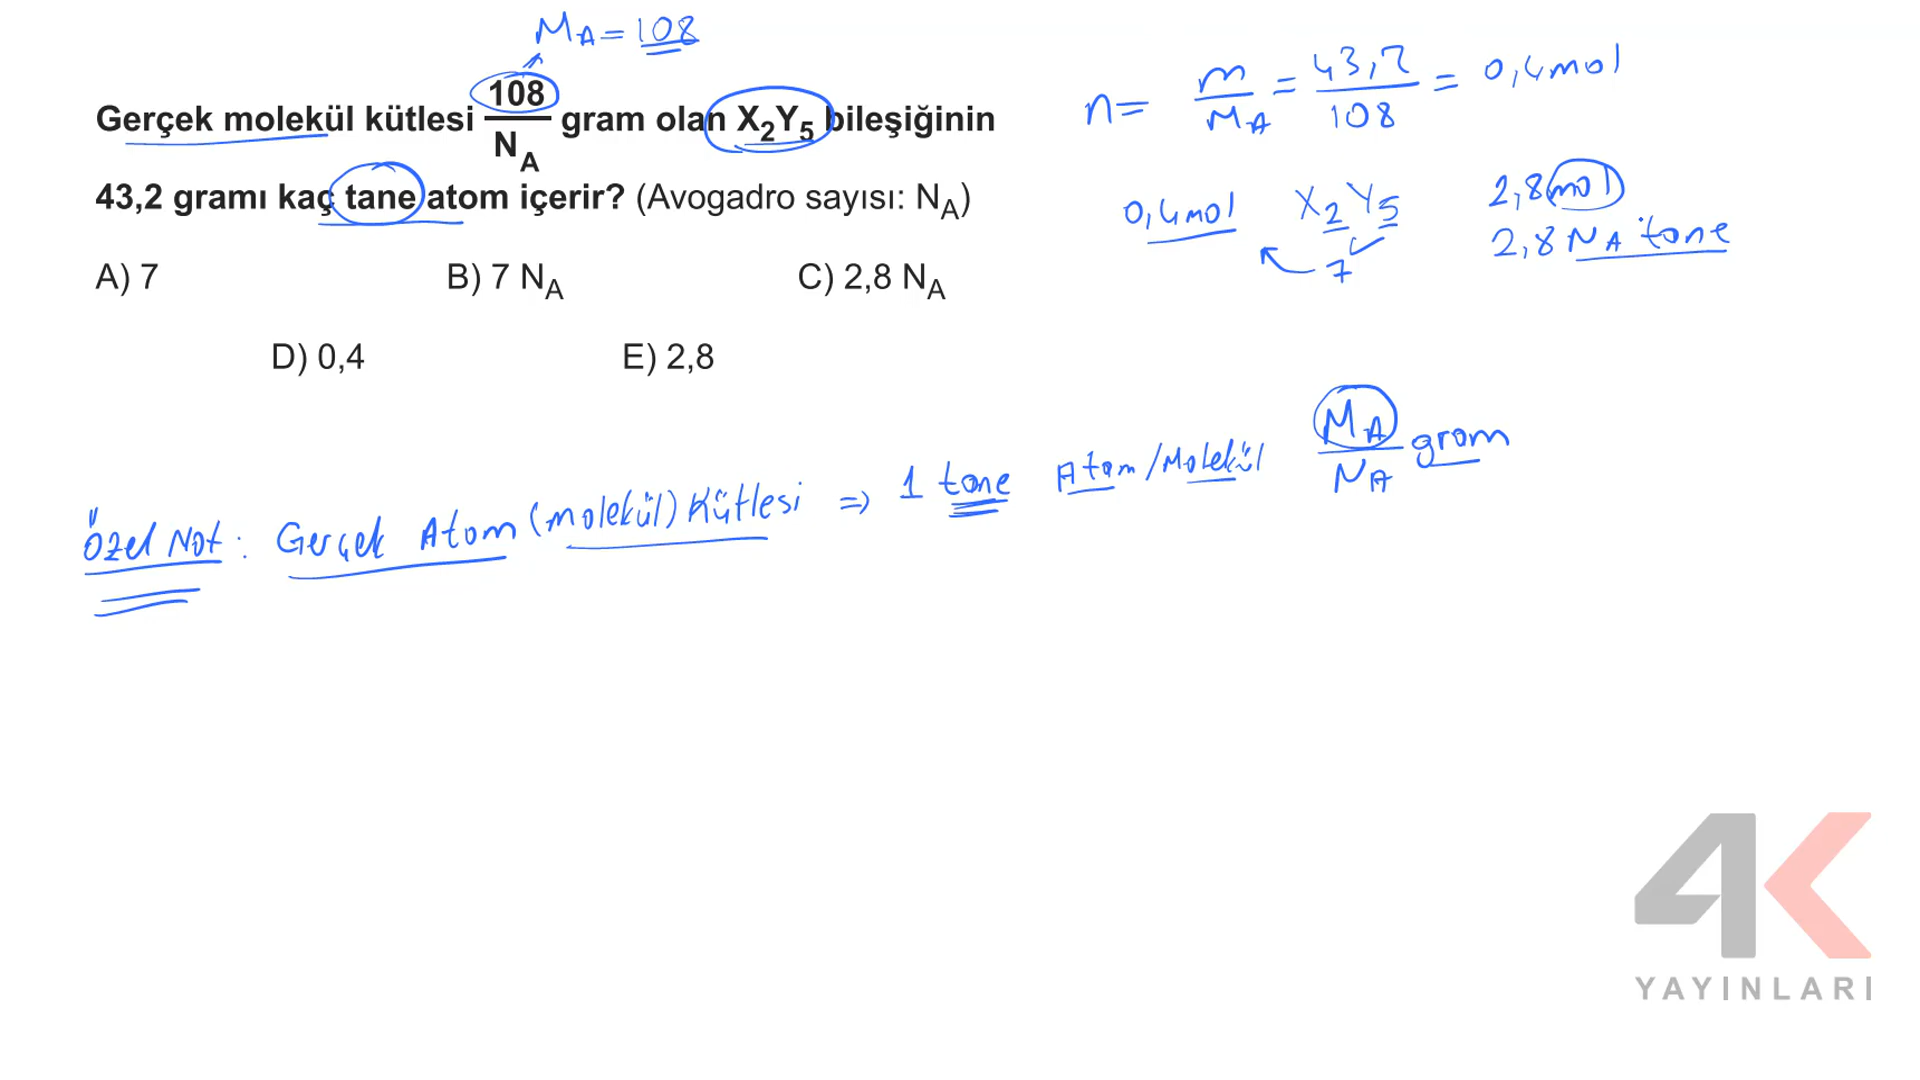 M_A = 108
Gerçek molekül kütlesi 108/N_A gram olan X₂Y₅ bileşiğinin
43,2 gramı kaç tane atom içerir? (Avogadro sayısı: N_A)
A) 7 B) 7 N_A C) 2,8 N_A
D) 0,4 E) 2,8
n = m/M_A = 43,2/108 = 0,4 mol
0,4 mol X₂Y₅ 2,8 mol
7 2,8 N_A tane
Özel Not : Gerçek Atom (molekül) Kütlesi ⇒ 1 tane Atom/Molekül M_A/N_A gram
4K
YAYINLARI